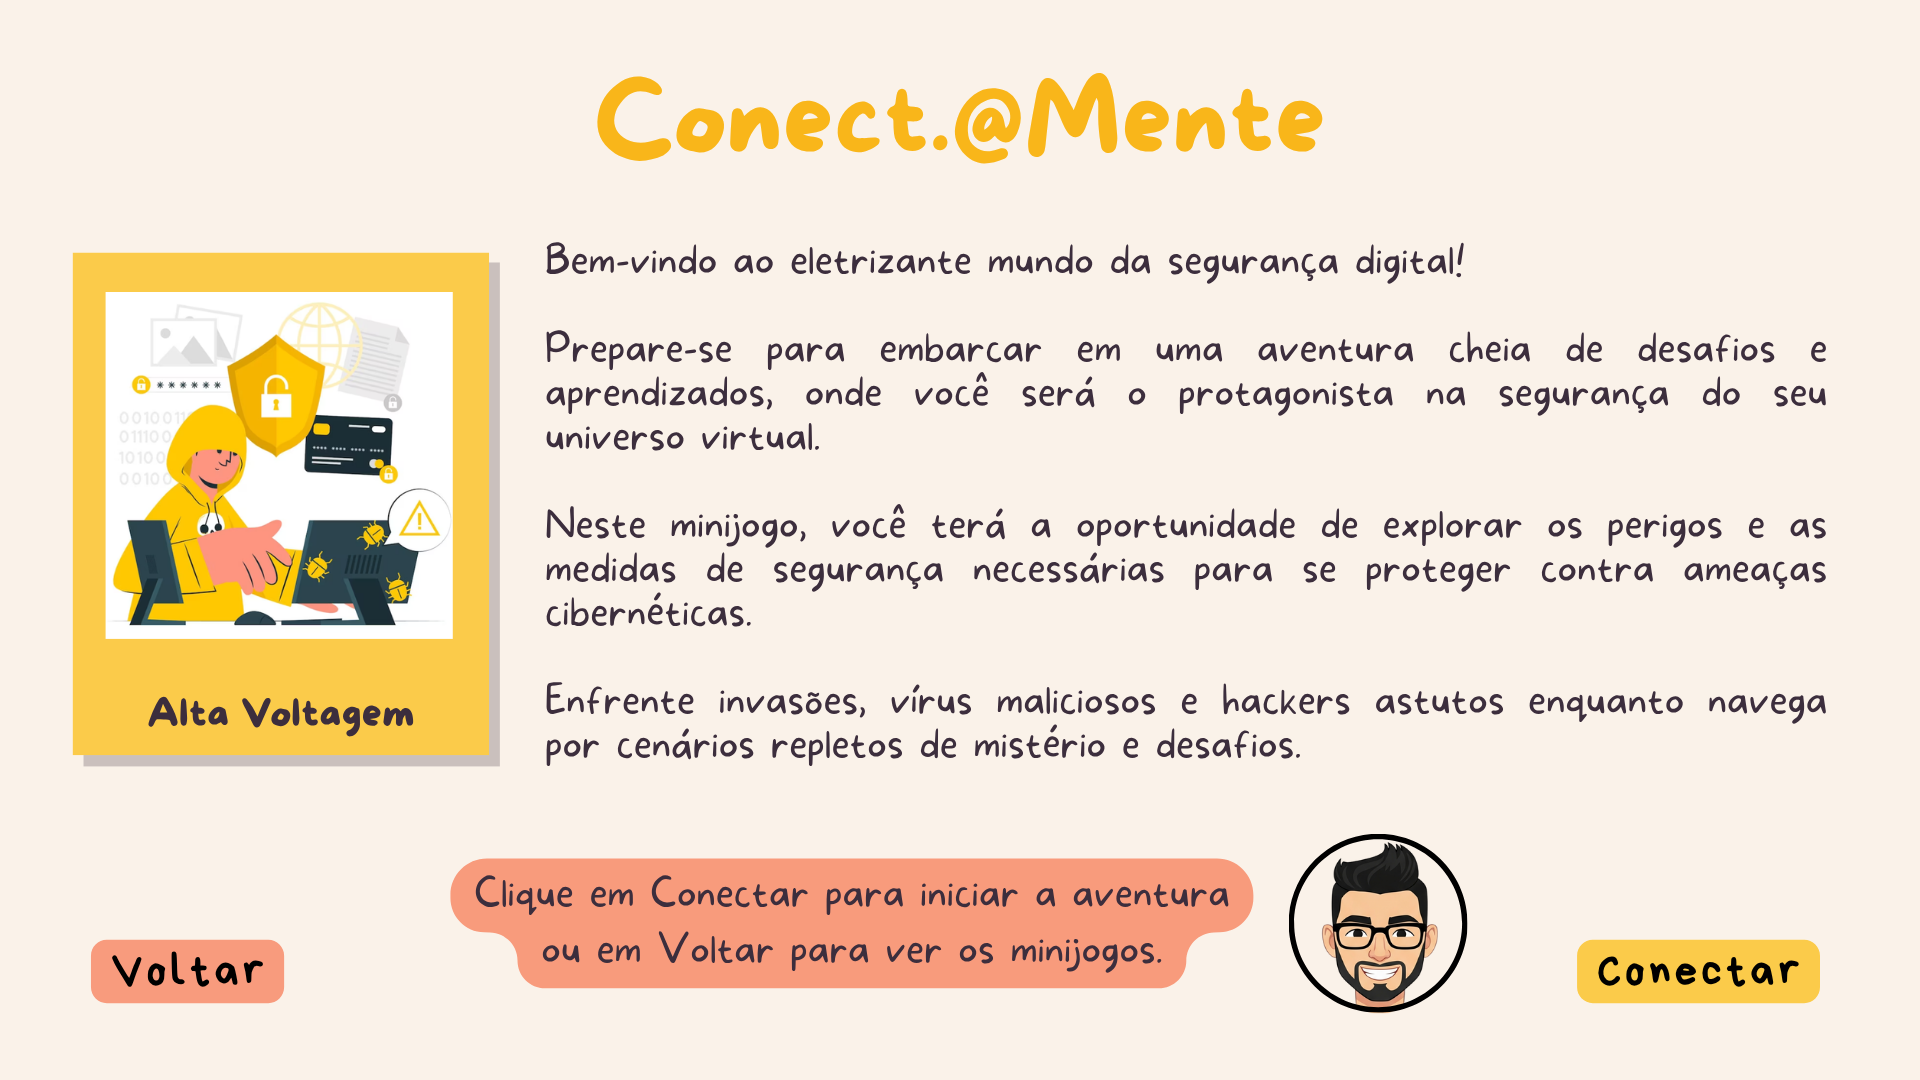 Conect.@Mente
Bem-vindo ao eletrizante mundo da segurança digital!
Prepare-se para embarcar em uma aventura cheia de desafios e
aprendizados, onde você será o protagonista na segurança do seu
universo virtual.
Neste minijogo, você terá a oportunidade de explorar os perigos e as
medidas de segurança necessárias para se proteger contra ameaças
cibernéticas.
Enfrente invasões, vírus maliciosos e hackers astutos enquanto navega
por cenários repletos de mistério e desafios.
******
0010011
011100
10100
00100
!
Alta Voltagem
Clique em Conectar para iniciar a aventura
ou em Voltar para ver os minijogos.
Voltar
Conectar